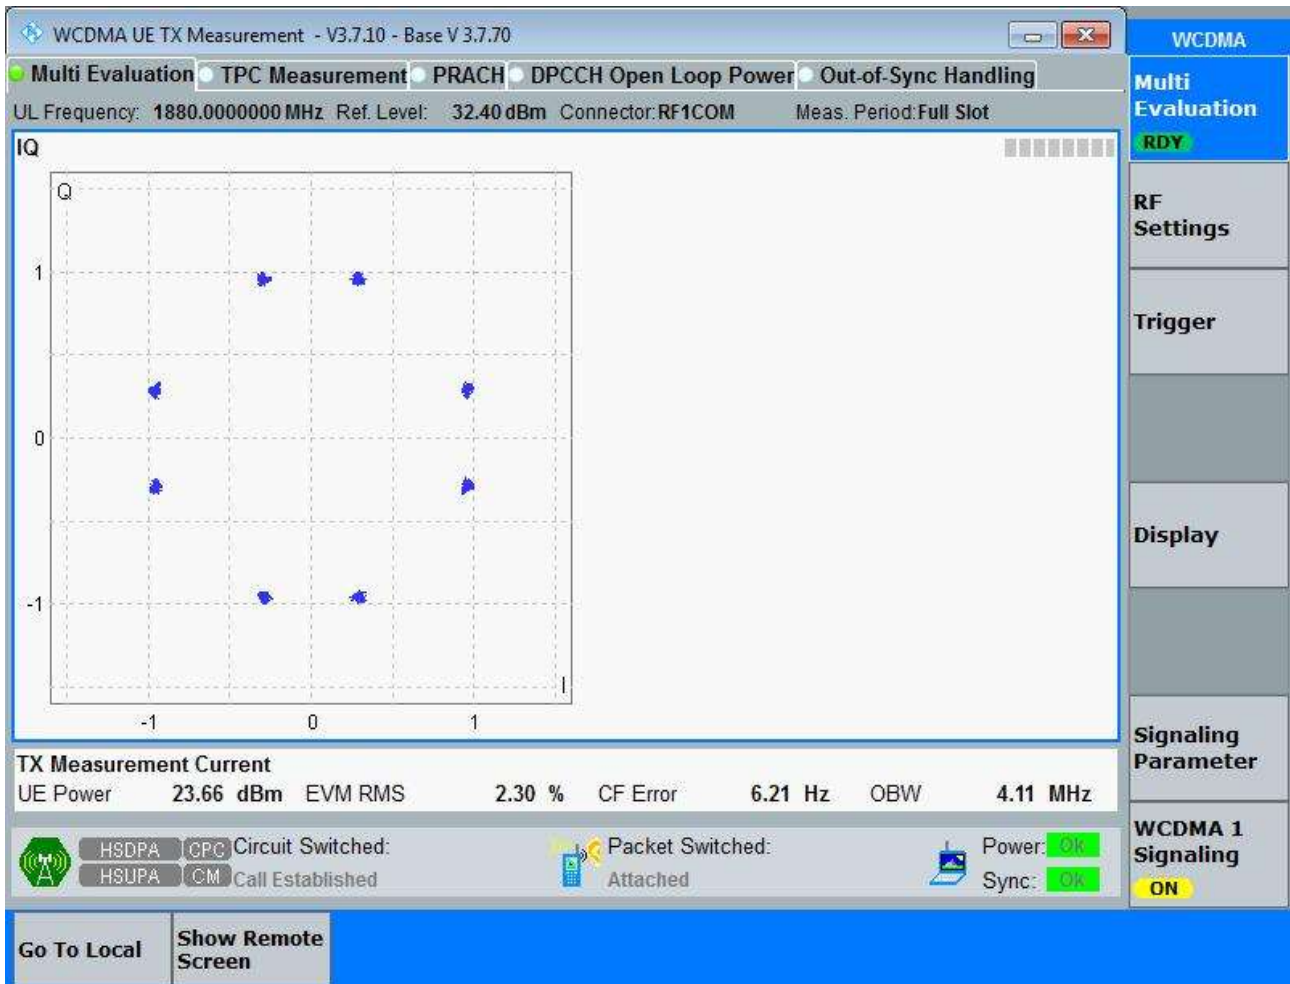 WCDMA UE TX Measurement - V3.7.10 - Base V 3.7.70
WCDMA
Multi Evaluation TPC Measurement PRACH DPCCH Open Loop Power Out-of-Sync Handling
UL Frequency: 1880.0000000 MHz Ref. Level: 32.40 dBm Connector: RF1COM Meas. Period: Full Slot
Multi
Evaluation
RDY
IQ
Q
1
0
-1
I
-1 0 1
RF
Settings
Trigger
Display
Signaling
Parameter
TX Measurement Current
UE Power 23.66 dBm EVM RMS 2.30 % CF Error 6.21 Hz OBW 4.11 MHz
HSDPA CPC Circuit Switched: Packet Switched: Power: Ok
HSUPA CM Call Established Attached Sync: Ok
WCDMA 1
Signaling
ON
Go To Local
Show Remote
Screen